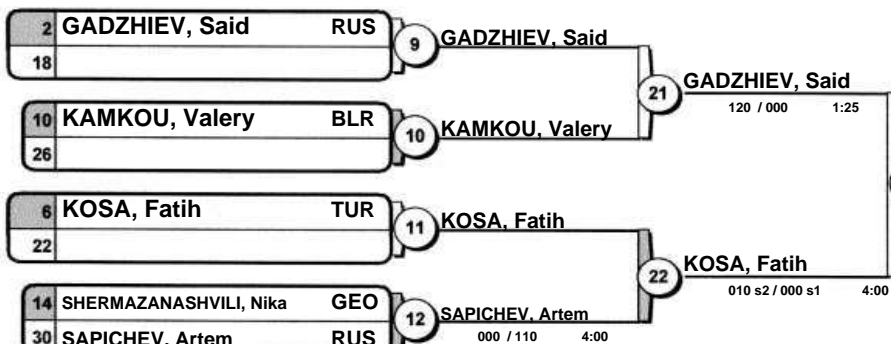 2 GADZHIEV, Said RUS
18
9
GADZHIEV, Said
10 KAMKOU, Valery BLR
26
10
KAMKOU, Valery
21
GADZHIEV, Said
120 / 000 1:25
6 KOSA, Fatih TUR
22
11
KOSA, Fatih
14 SHERMAZANASHVILI, Nika GEO
30 SAPICHEV, Artem RUS
12
SAPICHEV, Artem
000 / 110 4:00
22
KOSA, Fatih
010 s2 / 000 s1 4:00